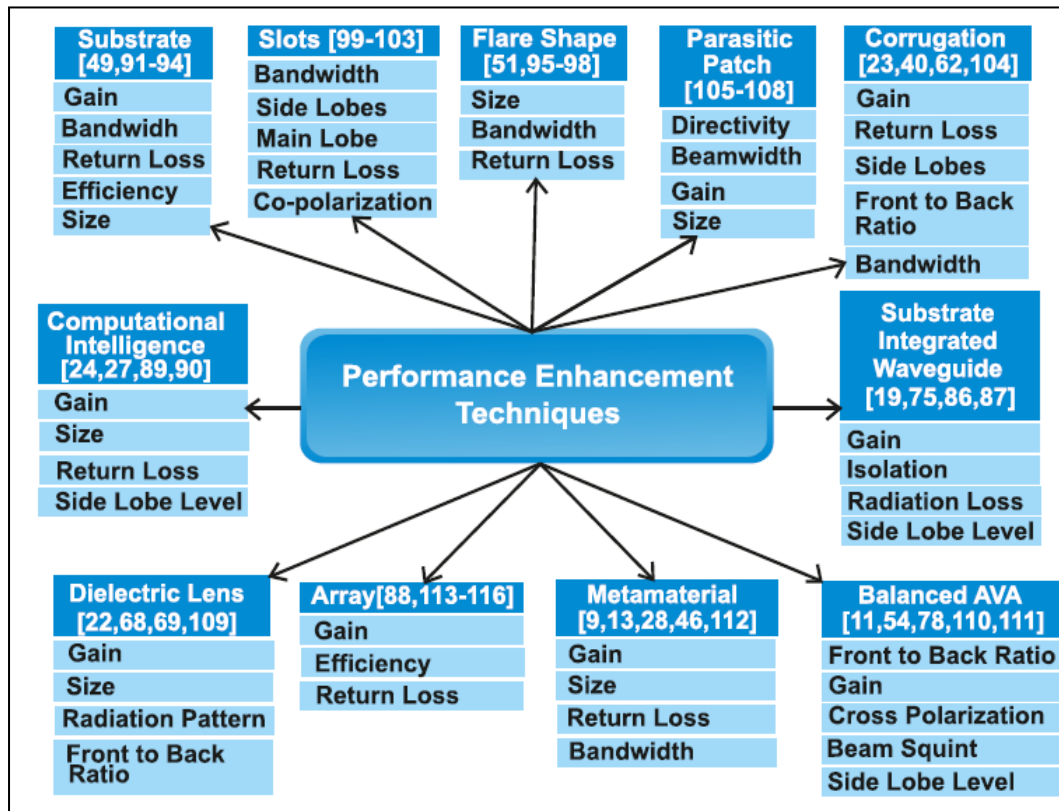 Substrate
[49,91-94]
Gain
Bandwidh
Return Loss
Efficiency
Size
Slots [99-103]
Bandwidth
Side Lobes
Main Lobe
Return Loss
Co-polarization
Flare Shape
[51,95-98]
Size
Bandwidth
Return Loss
Parasitic
Patch
[105-108]
Directivity
Beamwidth
Gain
Size
Corrugation
[23,40,62,104]
Gain
Return Loss
Side Lobes
Front to Back
Ratio
Bandwidth
Computational
Intelligence
[24,27,89,90]
Gain
Size
Return Loss
Side Lobe Level
Performance Enhancement
Techniques
Substrate
Integrated
Waveguide
[19,75,86,87]
Gain
Isolation
Radiation Loss
Side Lobe Level
Dielectric Lens
[22,68,69,109]
Gain
Size
Radiation Pattern
Front to Back
Ratio
Array[88,113-116]
Gain
Efficiency
Return Loss
Metamaterial
[9,13,28,46,112]
Gain
Size
Return Loss
Bandwidth
Balanced AVA
[11,54,78,110,111]
Front to Back Ratio
Gain
Cross Polarization
Beam Squint
Side Lobe Level